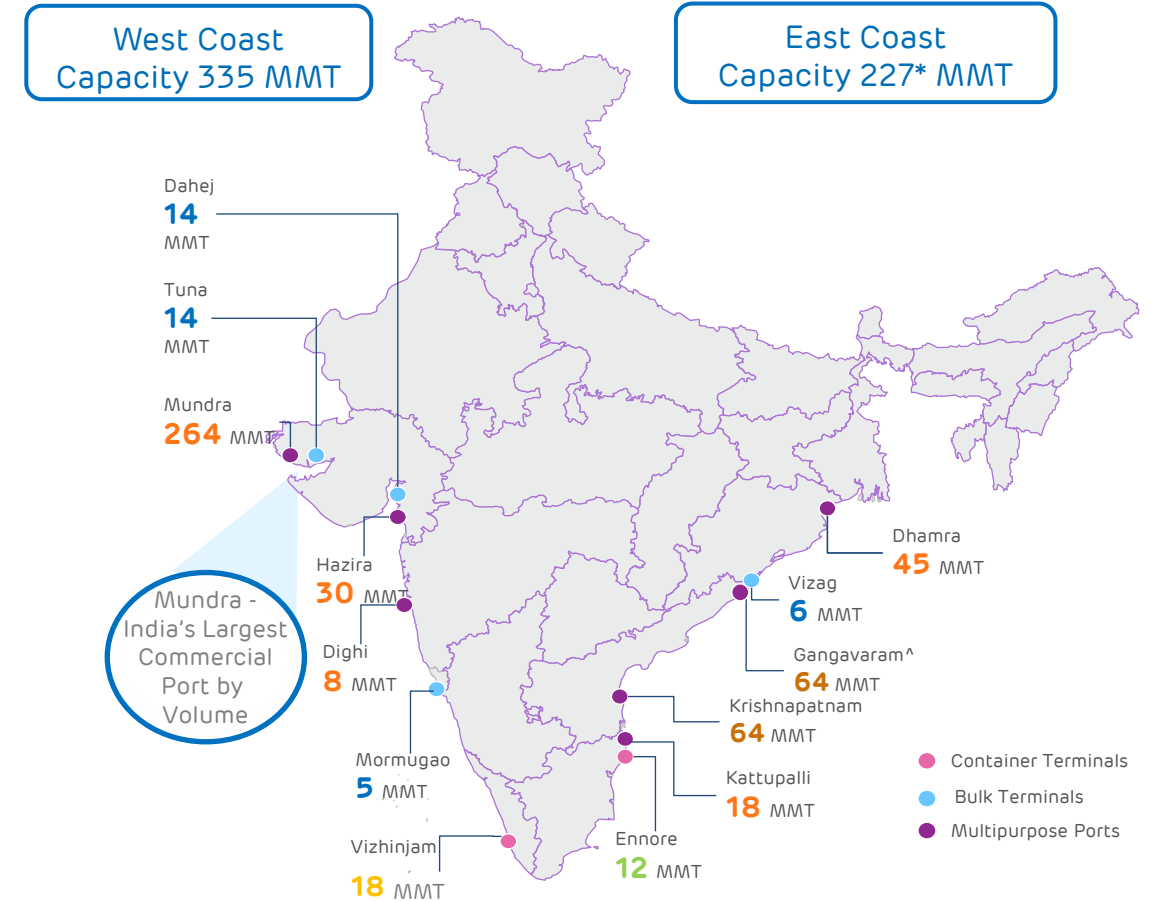 West Coast
Capacity 335 MMT
East Coast
Capacity 227* MMT
Dahej
14
MMT
Tuna
14
MMT
Mundra
264 MMT
Hazira
30 MMT
Mundra -
India's Largest
Commercial
Port by
Volume
Dighi
8 MMT
Mormugao
5 MMT
Vizhinjam
18 MMT
Dhamra
45 MMT
Vizag
6 MMT
Gangavaram^
64 MMT
Krishnapatnam
64 MMT
Kattupalli
18 MMT
Ennore
12 MMT
Container Terminals
Bulk Terminals
Multipurpose Ports